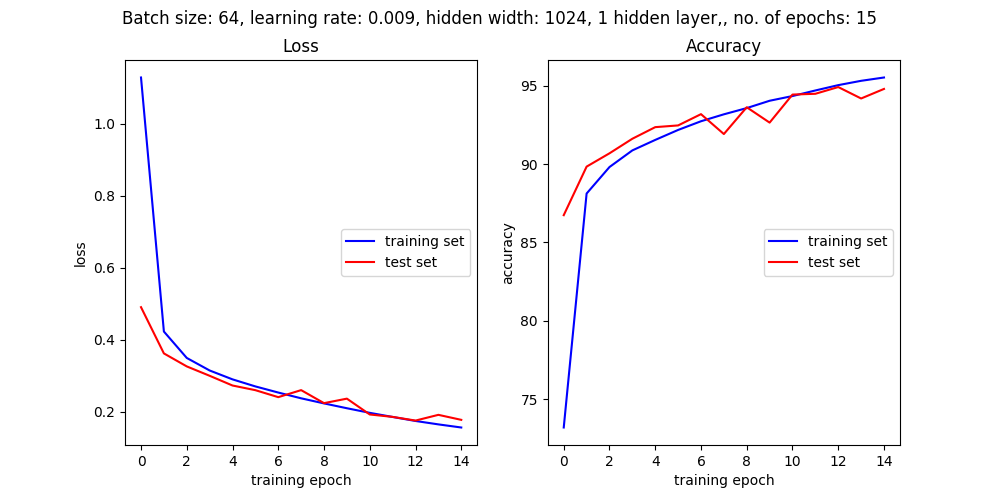 Batch size: 64, learning rate: 0.009, hidden width: 1024, 1 hidden layer,, no. of epochs: 15
Loss
1.0
0.8
0.6
0.4
0.2
loss
training set
test set
0 2 4 6 8 10 12 14
training epoch
Accuracy
95
90
85
80
75
accuracy
training set
test set
0 2 4 6 8 10 12 14
training epoch